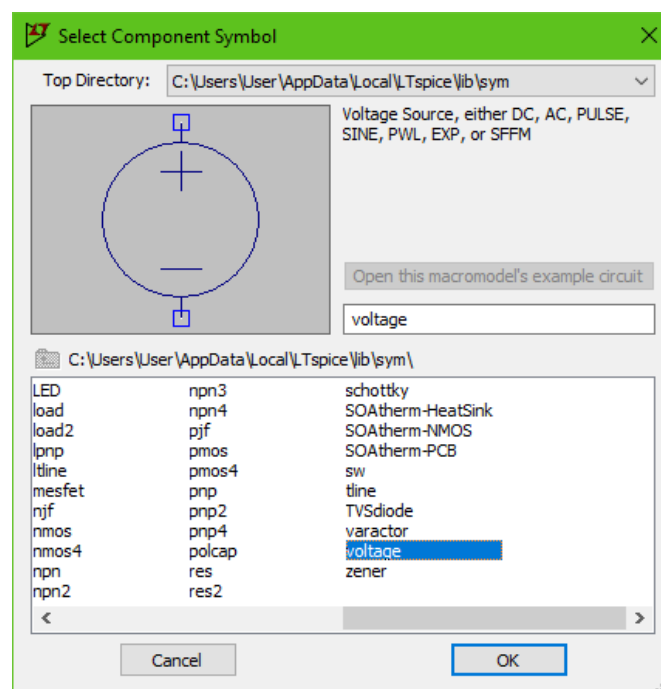 Select Component Symbol
Top Directory: C:\Users\User\AppData\Local\LTspice\lib\sym
Voltage Source, either DC, AC, PULSE,
SINE, PWL, EXP, or SFFM
Open this macromodel's example circuit
voltage
C:\Users\User\AppData\Local\LTspice\lib\sym\
LED
load
load2
lpnp
ltline
mesfet
njf
nmos
nmos4
npn
npn2
npn3
npn4
pjf
pmos
pmos4
pnp
pnp2
pnp4
polcap
res
res2
schottky
SOAtherm-HeatSink
SOAtherm-NMOS
SOAtherm-PCB
sw
tline
TVSdiode
varactor
voltage
zener
Cancel
OK